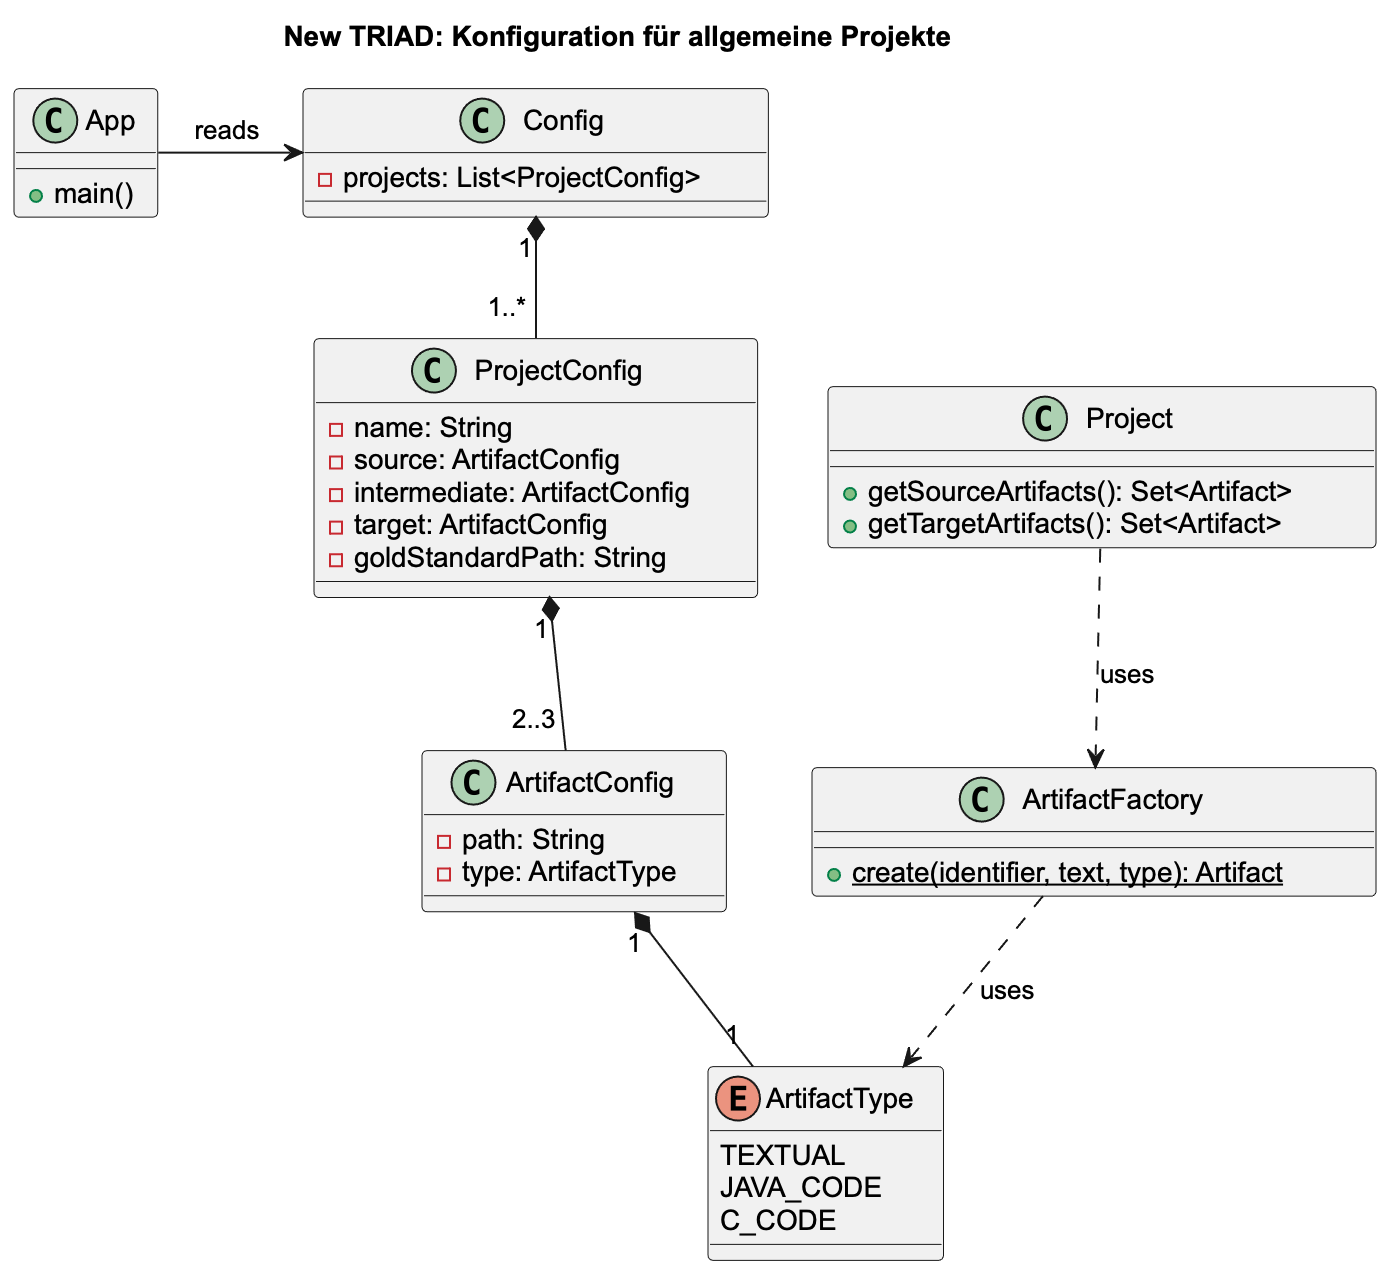 New TRIAD: Konfiguration für allgemeine Projekte
C App
main()
reads
C Config
projects: List<ProjectConfig>
1
1..*
C ProjectConfig
name: String
source: ArtifactConfig
intermediate: ArtifactConfig
target: ArtifactConfig
goldStandardPath: String
1
2..3
C Project
getSourceArtifacts(): Set<Artifact>
getTargetArtifacts(): Set<Artifact>
uses
C ArtifactConfig
path: String
type: ArtifactType
1
1
C ArtifactFactory
create(identifier, text, type): Artifact
uses
E ArtifactType
TEXTUAL
JAVA_CODE
C_CODE